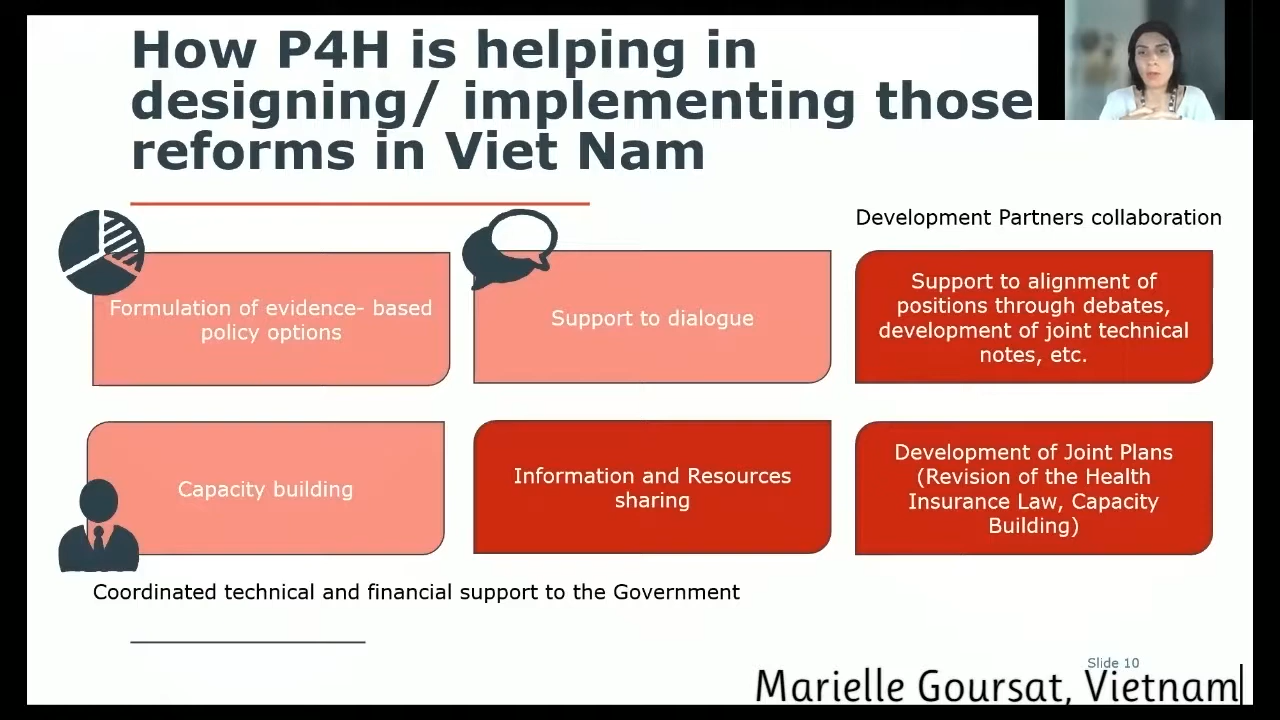 How P4H is helping in
designing/ implementing those
reforms in Viet Nam
Development Partners collaboration
Formulation of evidence- based
policy options
Support to dialogue
Support to alignment of
positions through debates,
development of joint technical
notes, etc.
Capacity building
Information and Resources
sharing
Development of Joint Plans
(Revision of the Health
Insurance Law, Capacity
Building)
Coordinated technical and financial support to the Government
Slide 10
Marielle Goursat, Vietnam